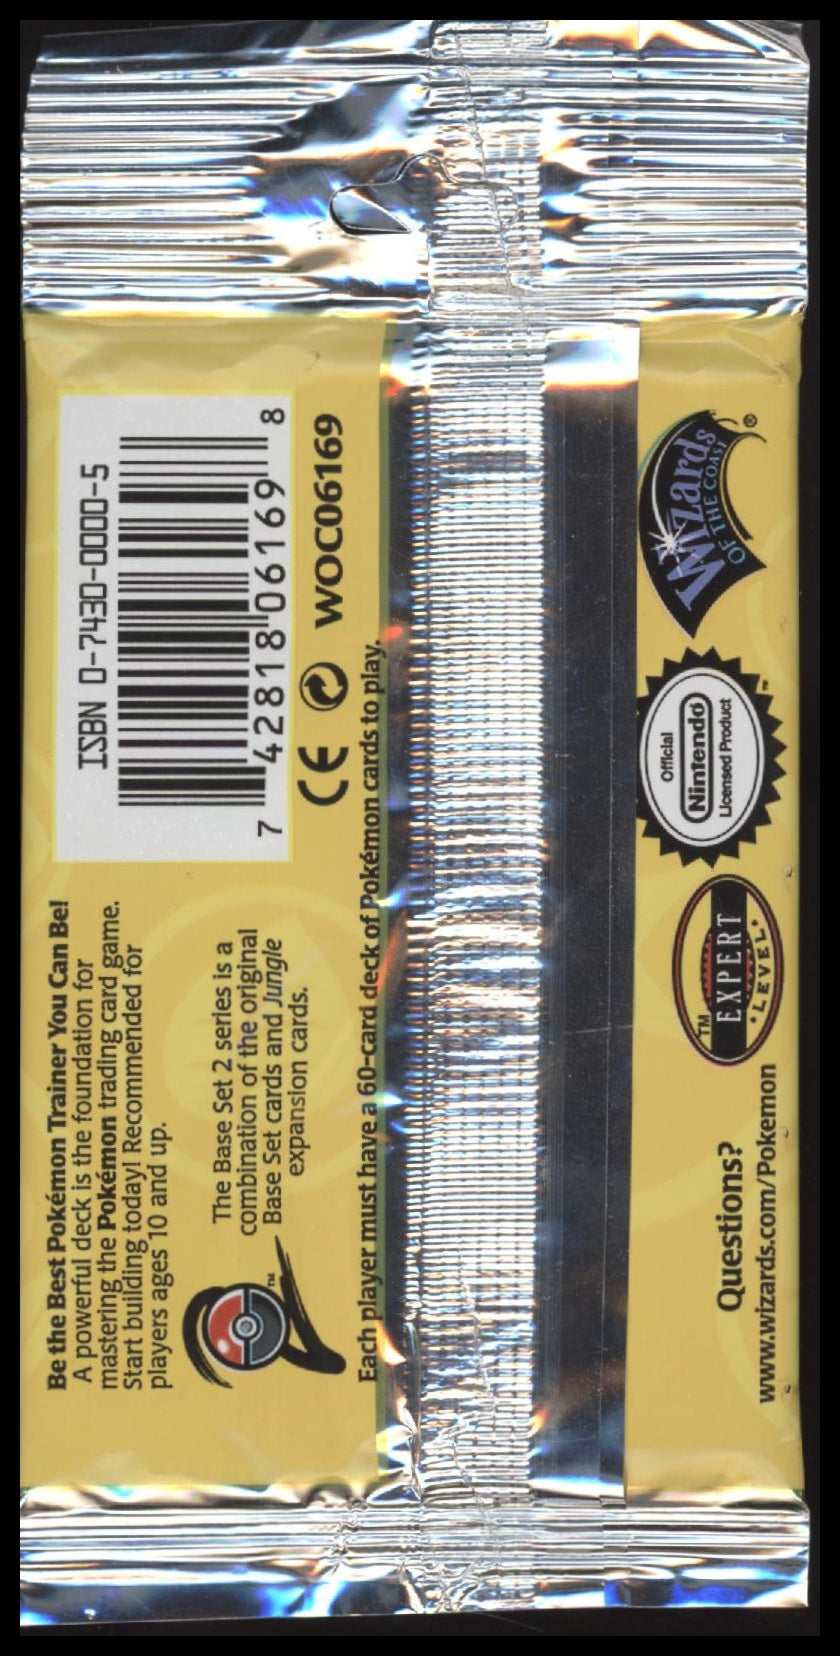 Be the Best Pokémon Trainer You Can Be!
A powerful deck is the foundation for
mastering the Pokémon trading card game.
Start building today! Recommended for
players ages 10 and up.
The Base Set 2 series is a
combination of the original
Base Set cards and Jungle
expansion cards.
TM
Each player must have a 60-card deck of Pokémon cards to play.
ISBN 0-7430-0000-5
7 42818 06169 8
CE WOC06169
Wizards
OF THE COAST
®
Official
Nintendo
Licensed Product
TM
TM
EXPERT
LEVEL
Questions?
www.wizards.com/Pokemon